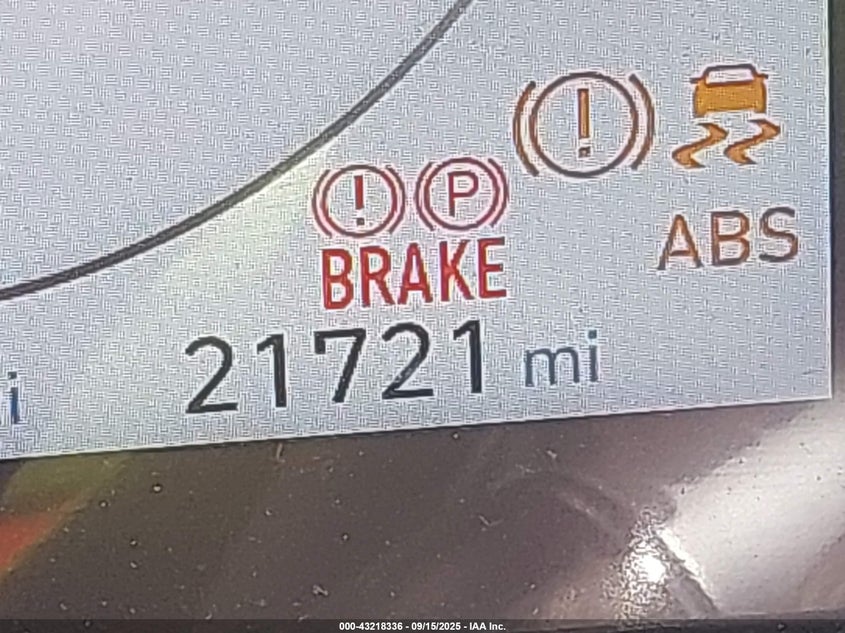 P
BRAKE
ABS
21721 mi
i
000-43218336 - 09/15/2025 - IAA Inc.